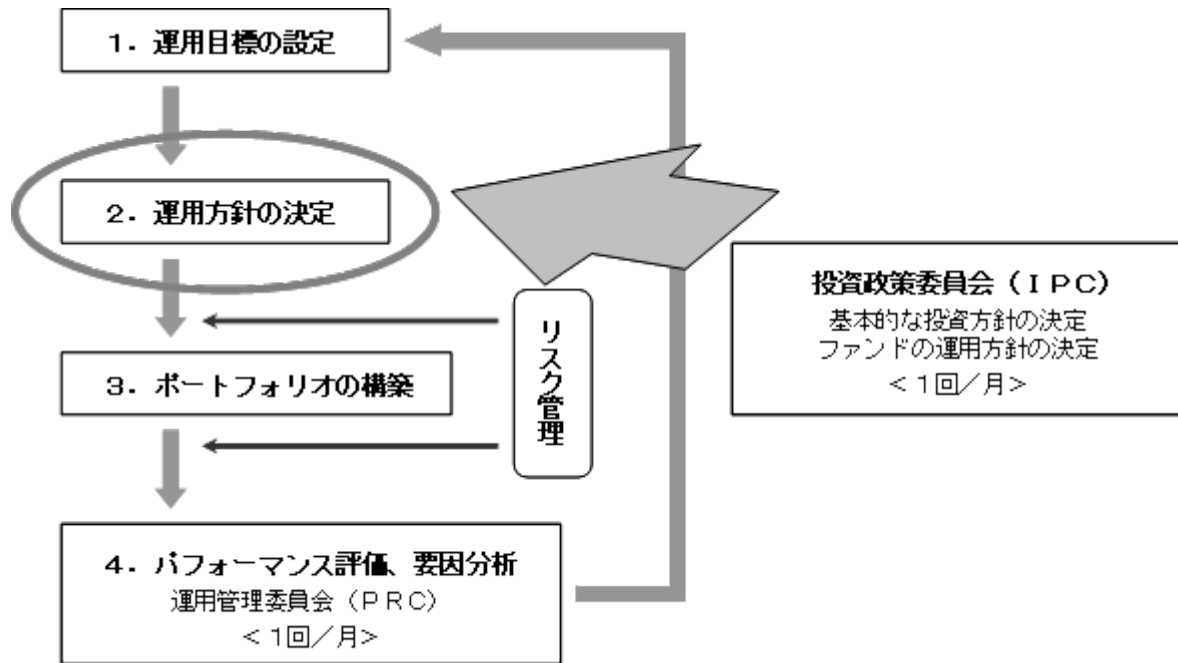 １．運用目標の設定
２．運用方針の決定
投資政策委員会（ＩＰＣ）
基本的な投資方針の決定
ファンドの運用方針の決定
＜１回／月＞
リスク管理
３．ポートフォリオの構築
４．パフォーマンス評価、要因分析
運用管理委員会（ＰＲＣ）
＜１回／月＞